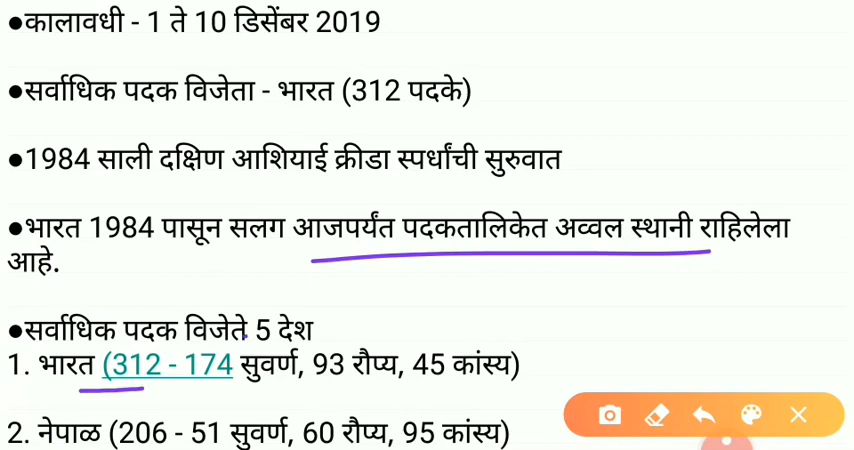 ●कालावधी - 1 ते 10 डिसेंबर 2019
●सर्वाधिक पदक विजेता - भारत (312 पदके)
●1984 साली दक्षिण आशियाई क्रीडा स्पर्धांची सुरुवात
●भारत 1984 पासून सलग आजपर्यंत पदकतालिकेत अव्वल स्थानी राहिलेला
आहे.
●सर्वाधिक पदक विजेते 5 देश
1. भारत (312 - 174 सुवर्ण, 93 रौप्य, 45 कांस्य)
2. नेपाळ (206 - 51 सुवर्ण, 60 रौप्य, 95 कांस्य)